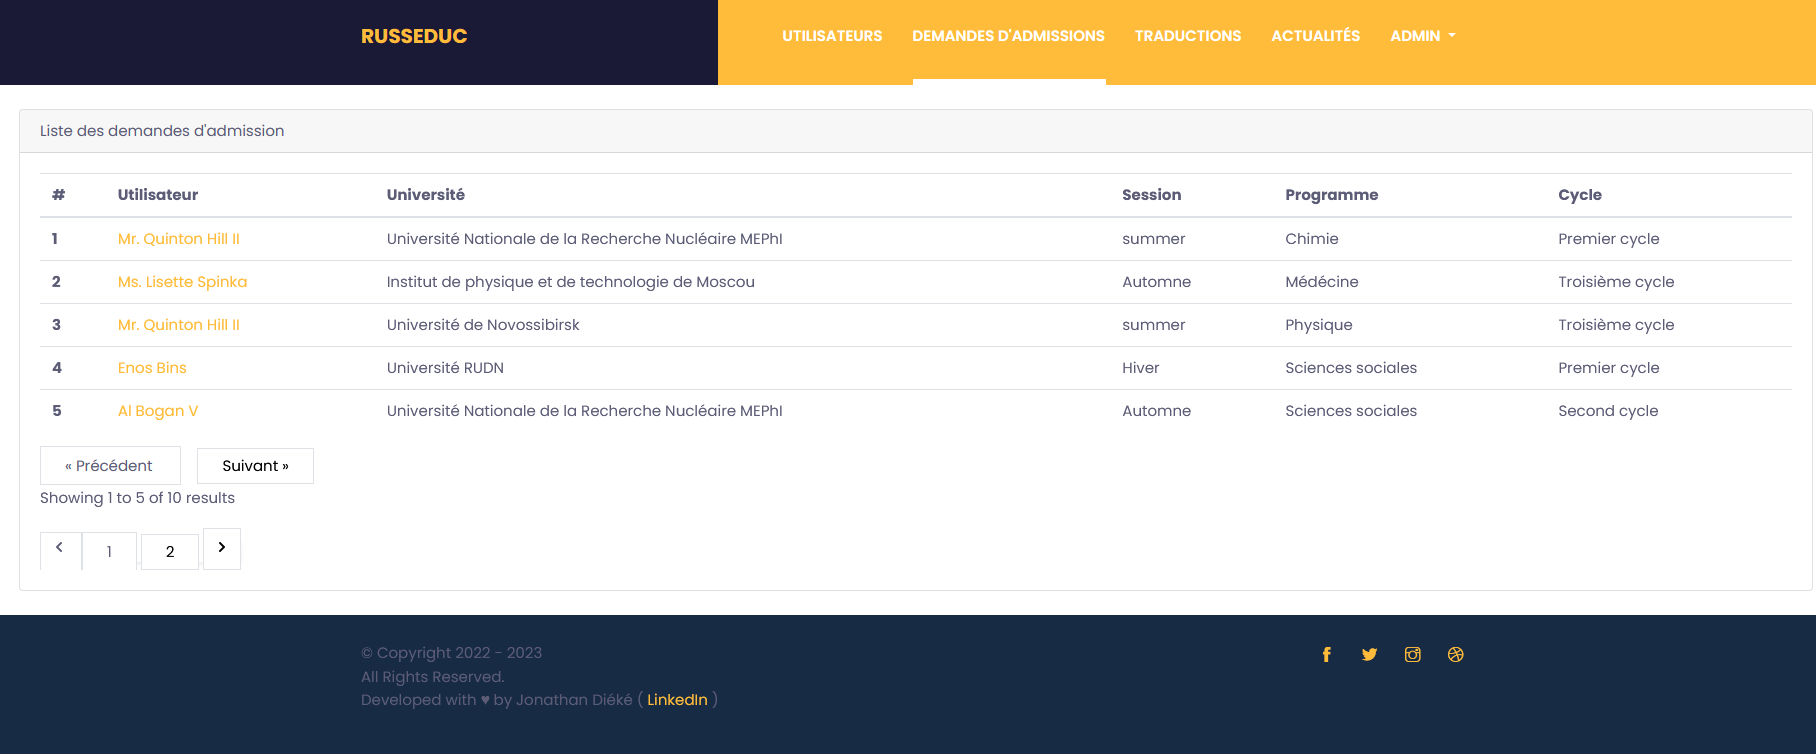 RUSSEDUC UTILISATEURS DEMANDES D'ADMISSIONS TRADUCTIONS ACTUALITÉS ADMIN
Liste des demandes d'admission
# Utilisateur Université Session Programme Cycle
1 Mr. Quinton Hill II Université Nationale de la Recherche Nucléaire MEPhI summer Chimie Premier cycle
2 Ms. Lisette Spinka Institut de physique et de technologie de Moscou Automne Médécine Troisième cycle
3 Mr. Quinton Hill II Université de Novossibirsk summer Physique Troisième cycle
4 Enos Bins Université RUDN Hiver Sciences sociales Premier cycle
5 Al Bogan V Université Nationale de la Recherche Nucléaire MEPhI Automne Sciences sociales Second cycle
« Précédent Suivant »
Showing 1 to 5 of 10 results
‹ 1 2 ›
© Copyright 2022 - 2023
All Rights Reserved.
Developed with ♥ by Jonathan Diéké ( LinkedIn )